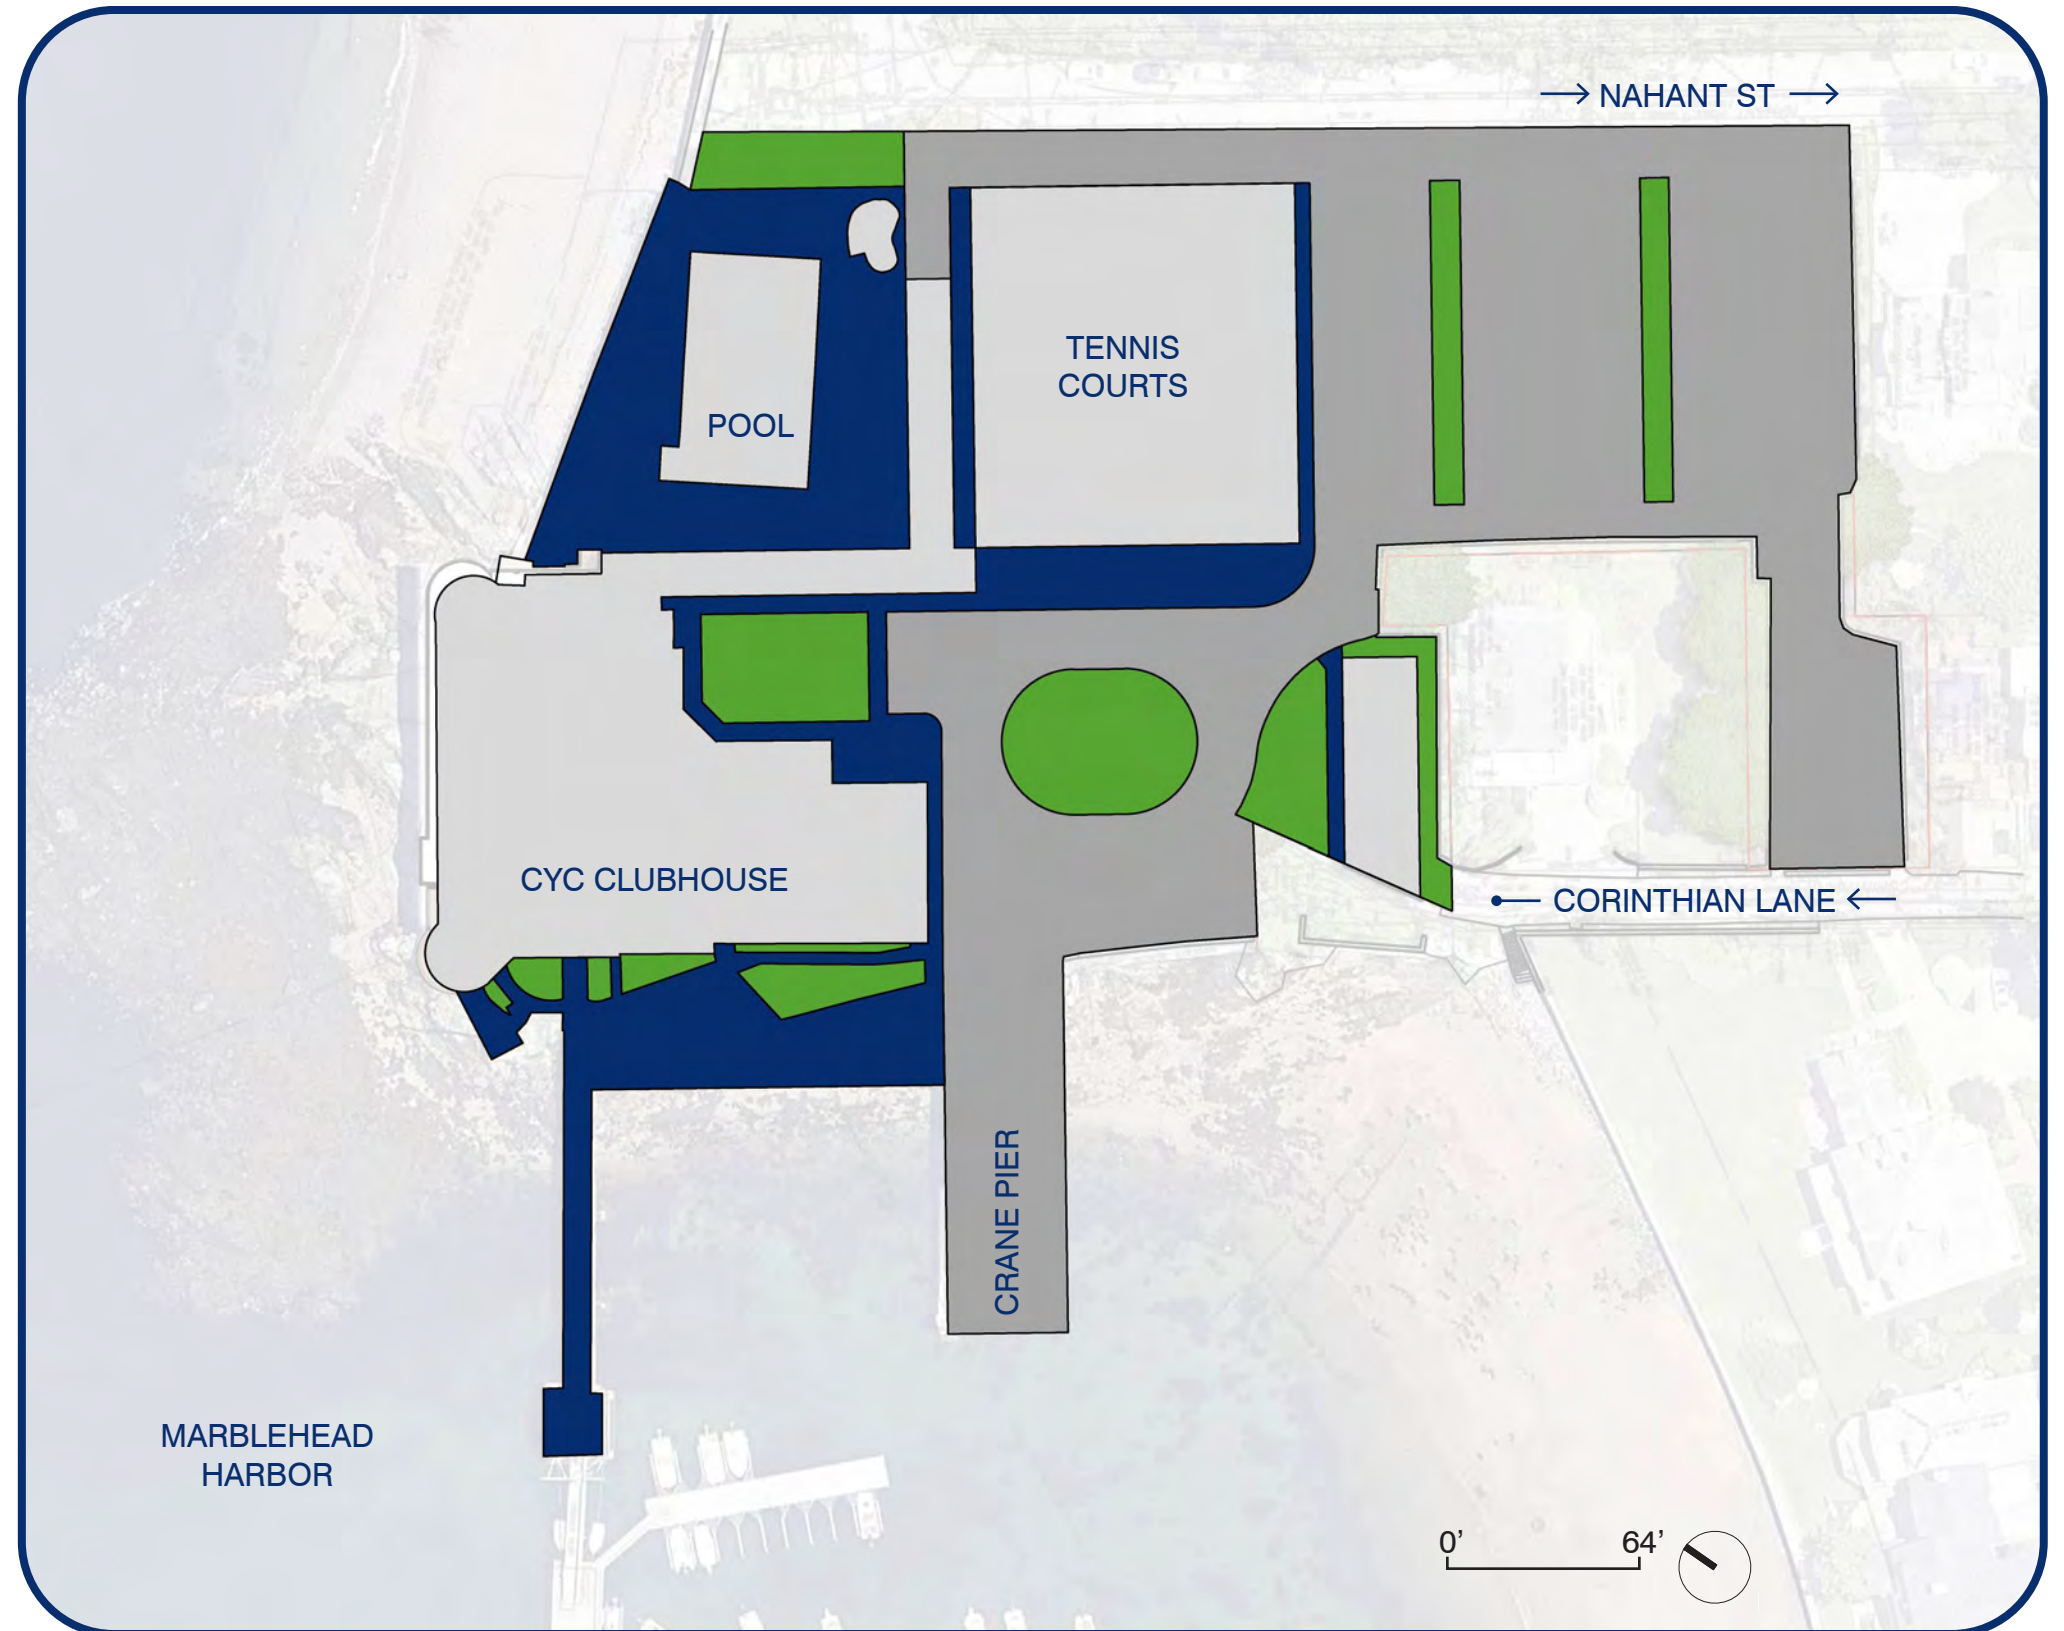 NAHANT ST
TENNIS
COURTS
POOL
CYC CLUBHOUSE
CORINTHIAN LANE
CRANE PIER
MARBLEHEAD
HARBOR
0’ 64’